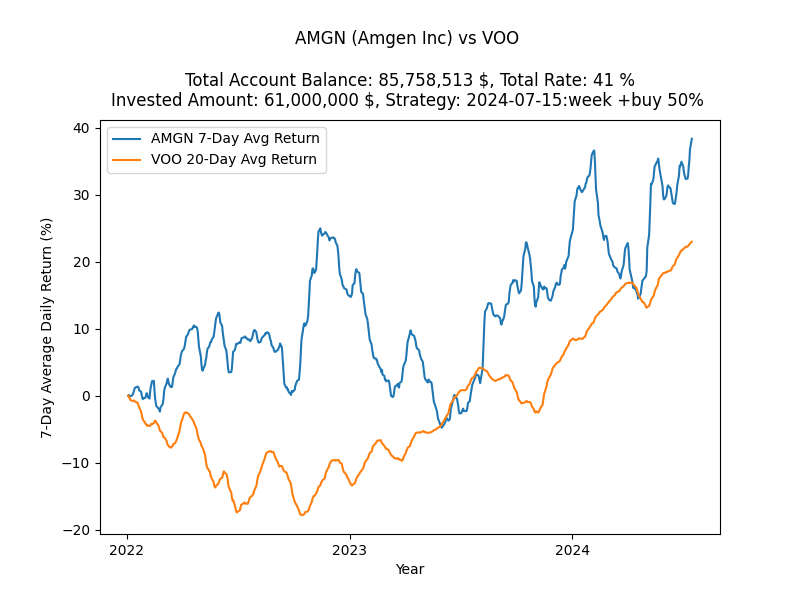 AMGN (Amgen Inc) vs VOO
Total Account Balance: 85,758,513 $, Total Rate: 41 %
Invested Amount: 61,000,000 $, Strategy: 2024-07-15:week +buy 50%
AMGN 7-Day Avg Return
VOO 20-Day Avg Return
7-Day Average Daily Return (%)
40
30
20
10
0
−10
−20
2022
2023
2024
Year